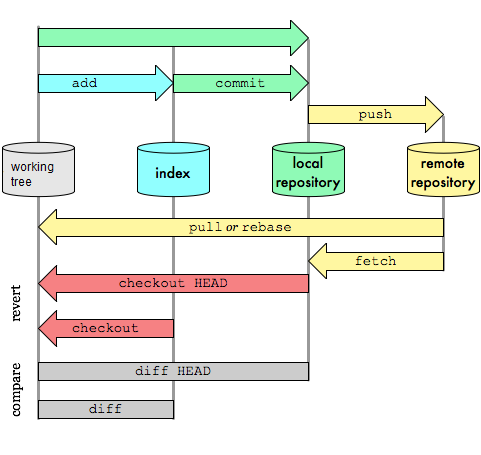 add
commit
push
working
tree
index
local
repository
remote
repository
pull or rebase
fetch
revert
checkout HEAD
checkout
compare
diff HEAD
diff